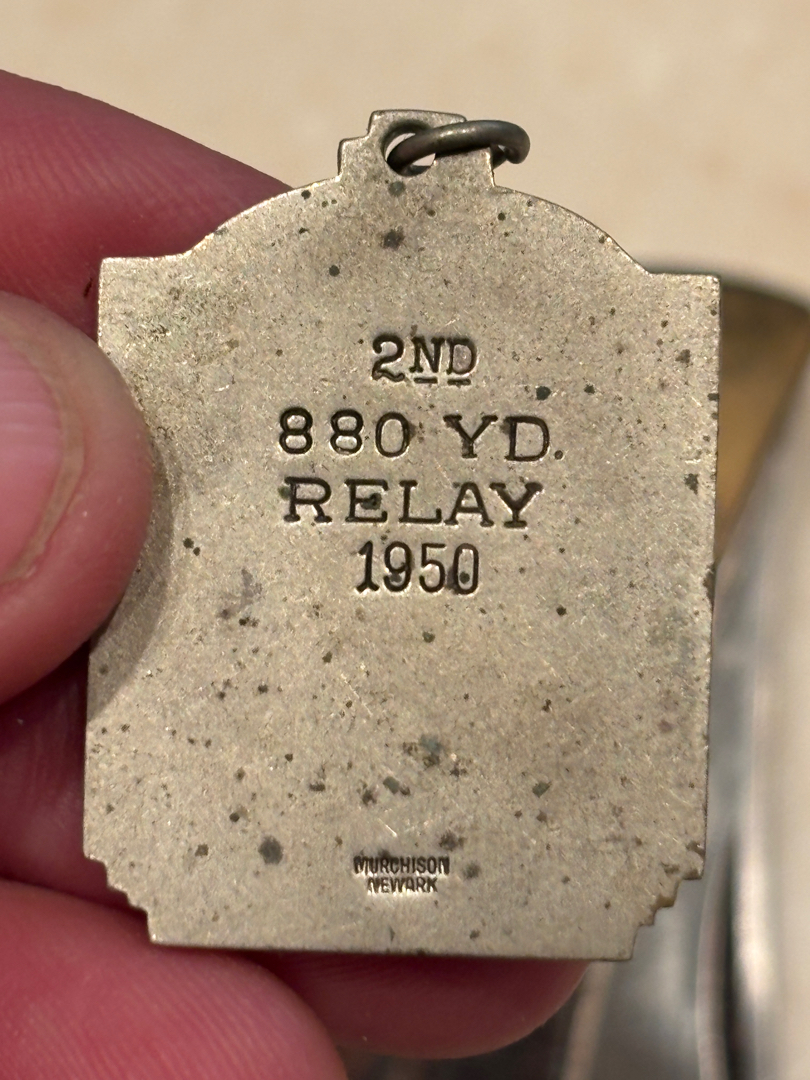 2ND
880 YD.
RELAY
1950
MURCHISON
NEWARK